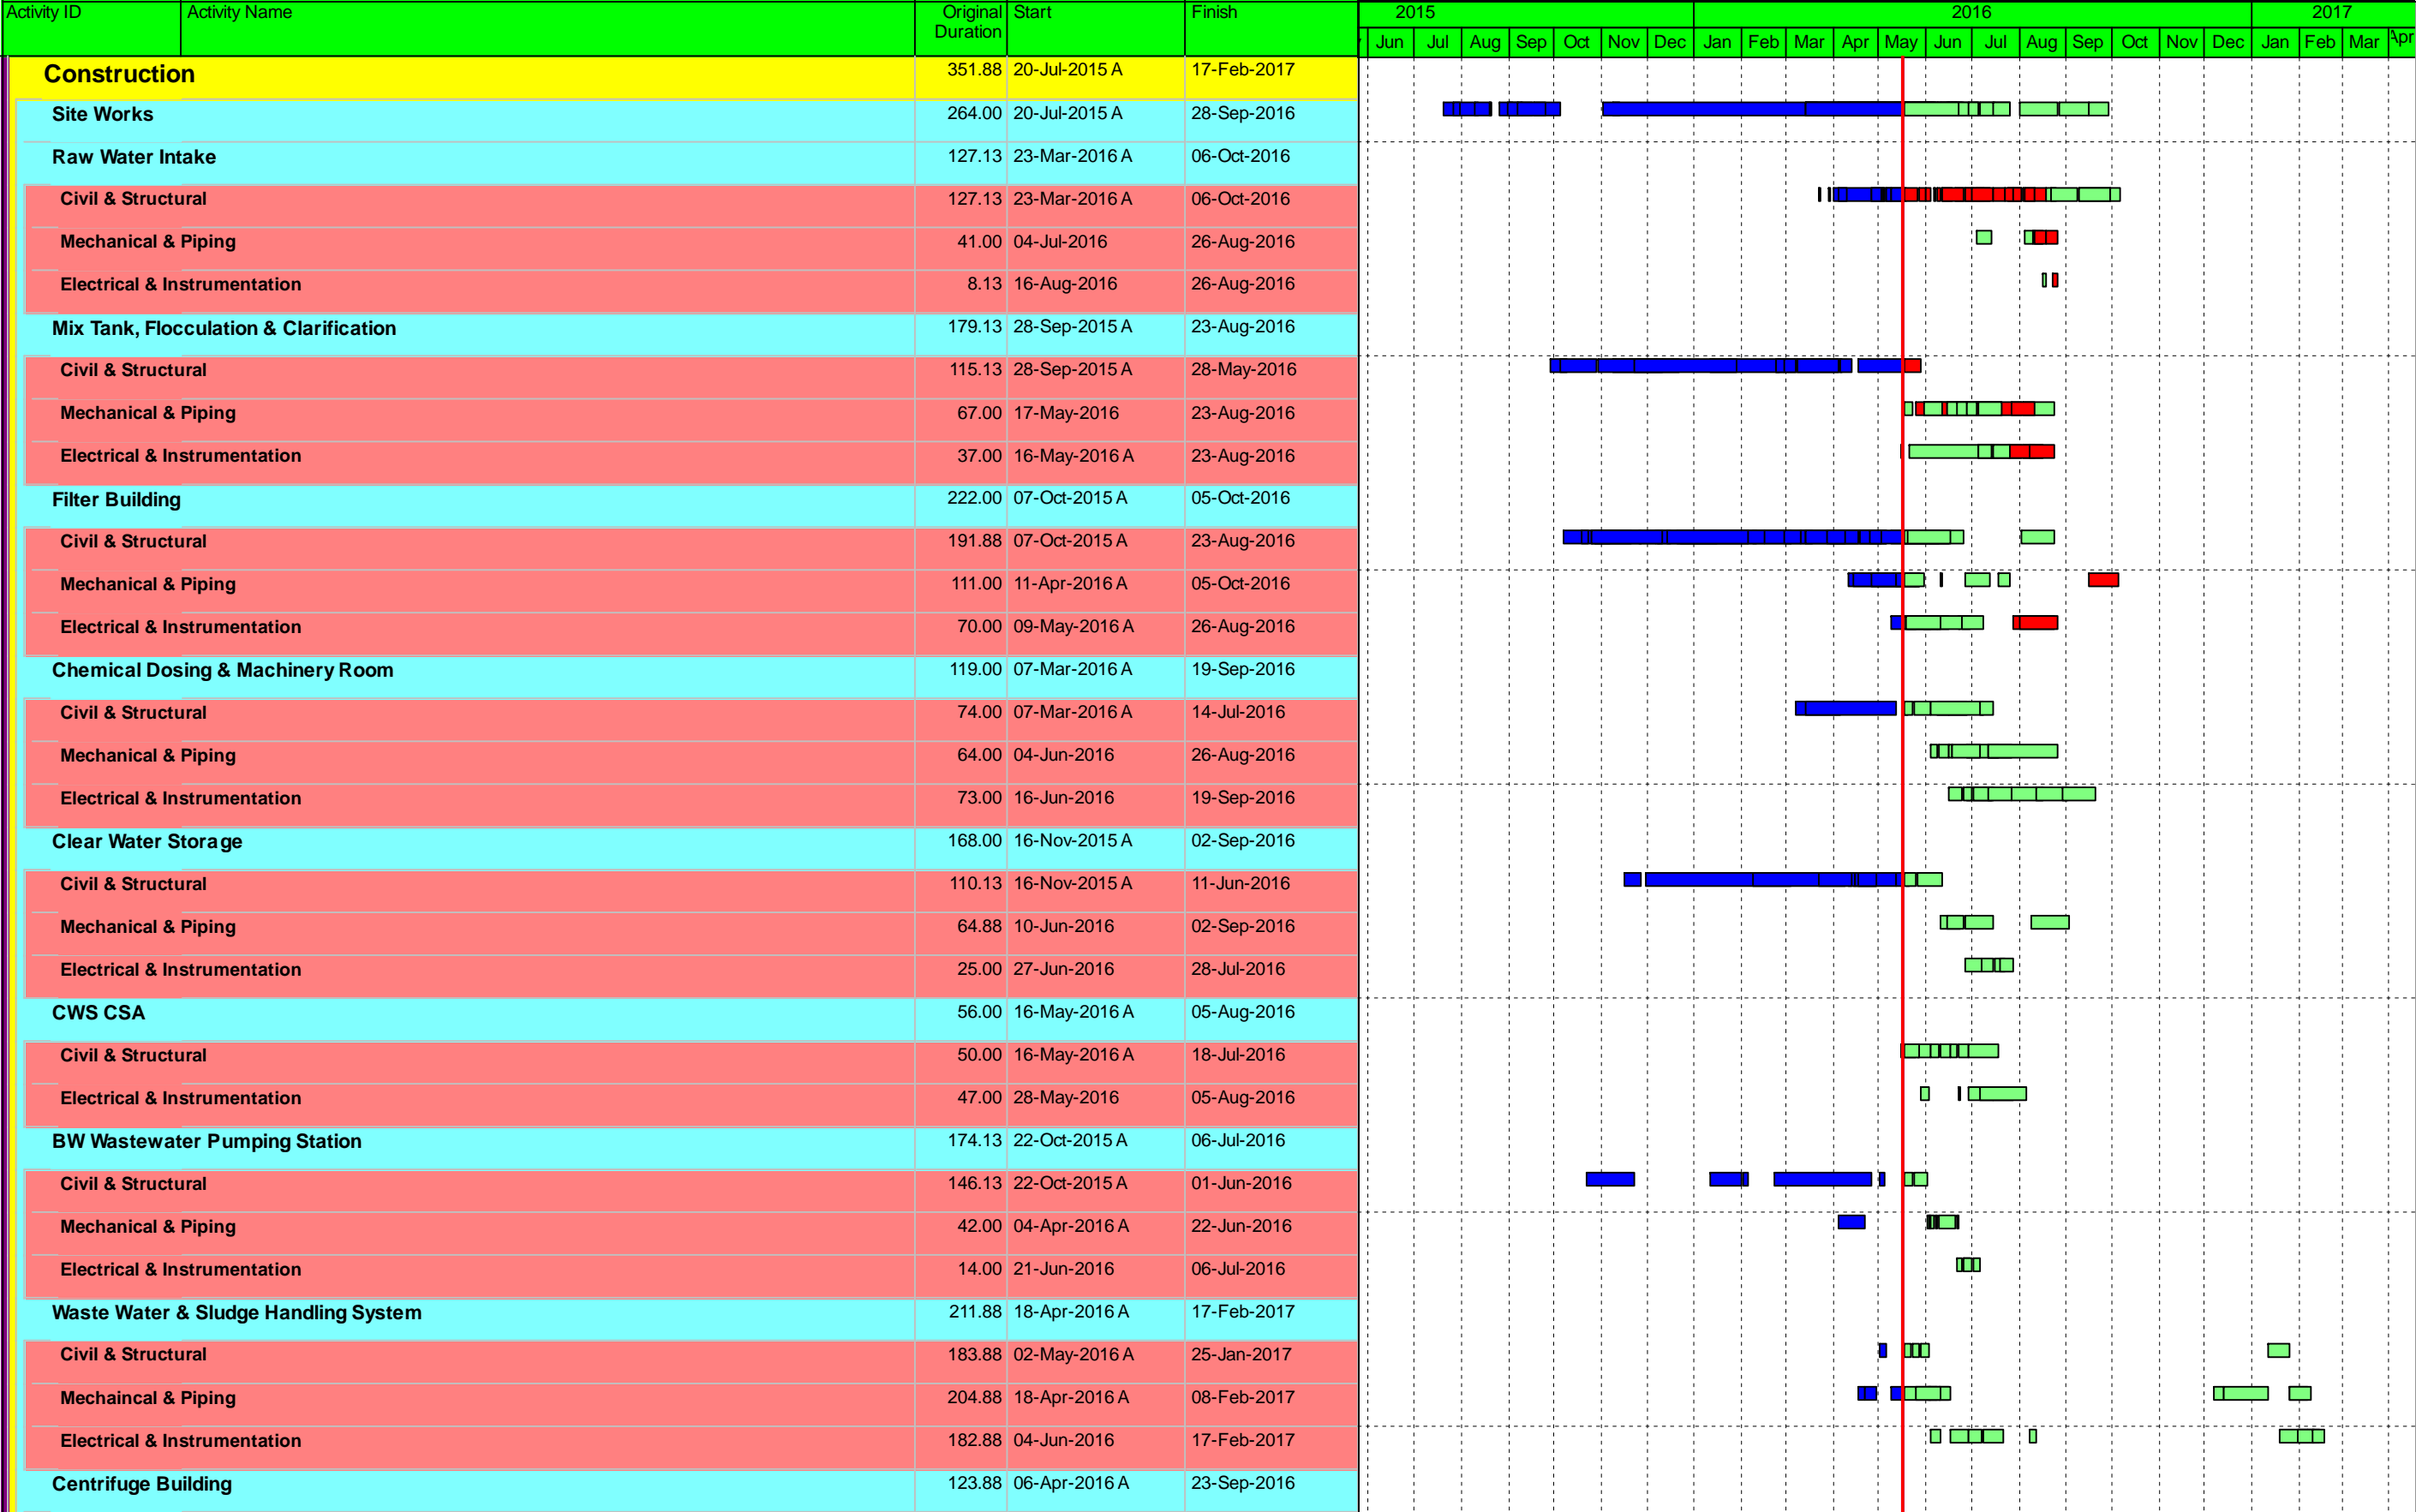 Activity ID Activity Name Original Duration Start Finish 2015 2016 2017
Jun Jul Aug Sep Oct Nov Dec Jan Feb Mar Apr May Jun Jul Aug Sep Oct Nov Dec Jan Feb Mar Apr
Construction 351.88 20-Jul-2015 A 17-Feb-2017
Site Works 264.00 20-Jul-2015 A 28-Sep-2016
Raw Water Intake 127.13 23-Mar-2016 A 06-Oct-2016
Civil & Structural 127.13 23-Mar-2016 A 06-Oct-2016
Mechanical & Piping 41.00 04-Jul-2016 26-Aug-2016
Electrical & Instrumentation 8.13 16-Aug-2016 26-Aug-2016
Mix Tank, Flocculation & Clarification 179.13 28-Sep-2015 A 23-Aug-2016
Civil & Structural 115.13 28-Sep-2015 A 28-May-2016
Mechanical & Piping 67.00 17-May-2016 23-Aug-2016
Electrical & Instrumentation 37.00 16-May-2016 A 23-Aug-2016
Filter Building 222.00 07-Oct-2015 A 05-Oct-2016
Civil & Structural 191.88 07-Oct-2015 A 23-Aug-2016
Mechanical & Piping 111.00 11-Apr-2016 A 05-Oct-2016
Electrical & Instrumentation 70.00 09-May-2016 A 26-Aug-2016
Chemical Dosing & Machinery Room 119.00 07-Mar-2016 A 19-Sep-2016
Civil & Structural 74.00 07-Mar-2016 A 14-Jul-2016
Mechanical & Piping 64.00 04-Jun-2016 26-Aug-2016
Electrical & Instrumentation 73.00 16-Jun-2016 19-Sep-2016
Clear Water Storage 168.00 16-Nov-2015 A 02-Sep-2016
Civil & Structural 110.13 16-Nov-2015 A 11-Jun-2016
Mechanical & Piping 64.88 10-Jun-2016 02-Sep-2016
Electrical & Instrumentation 25.00 27-Jun-2016 28-Jul-2016
CWS CSA 56.00 16-May-2016 A 05-Aug-2016
Civil & Structural 50.00 16-May-2016 A 18-Jul-2016
Electrical & Instrumentation 47.00 28-May-2016 05-Aug-2016
BW Wastewater Pumping Station 174.13 22-Oct-2015 A 06-Jul-2016
Civil & Structural 146.13 22-Oct-2015 A 01-Jun-2016
Mechanical & Piping 42.00 04-Apr-2016 A 22-Jun-2016
Electrical & Instrumentation 14.00 21-Jun-2016 06-Jul-2016
Waste Water & Sludge Handling System 211.88 18-Apr-2016 A 17-Feb-2017
Civil & Structural 183.88 02-May-2016 A 25-Jan-2017
Mechaincal & Piping 204.88 18-Apr-2016 A 08-Feb-2017
Electrical & Instrumentation 182.88 04-Jun-2016 17-Feb-2017
Centrifuge Building 123.88 06-Apr-2016 A 23-Sep-2016